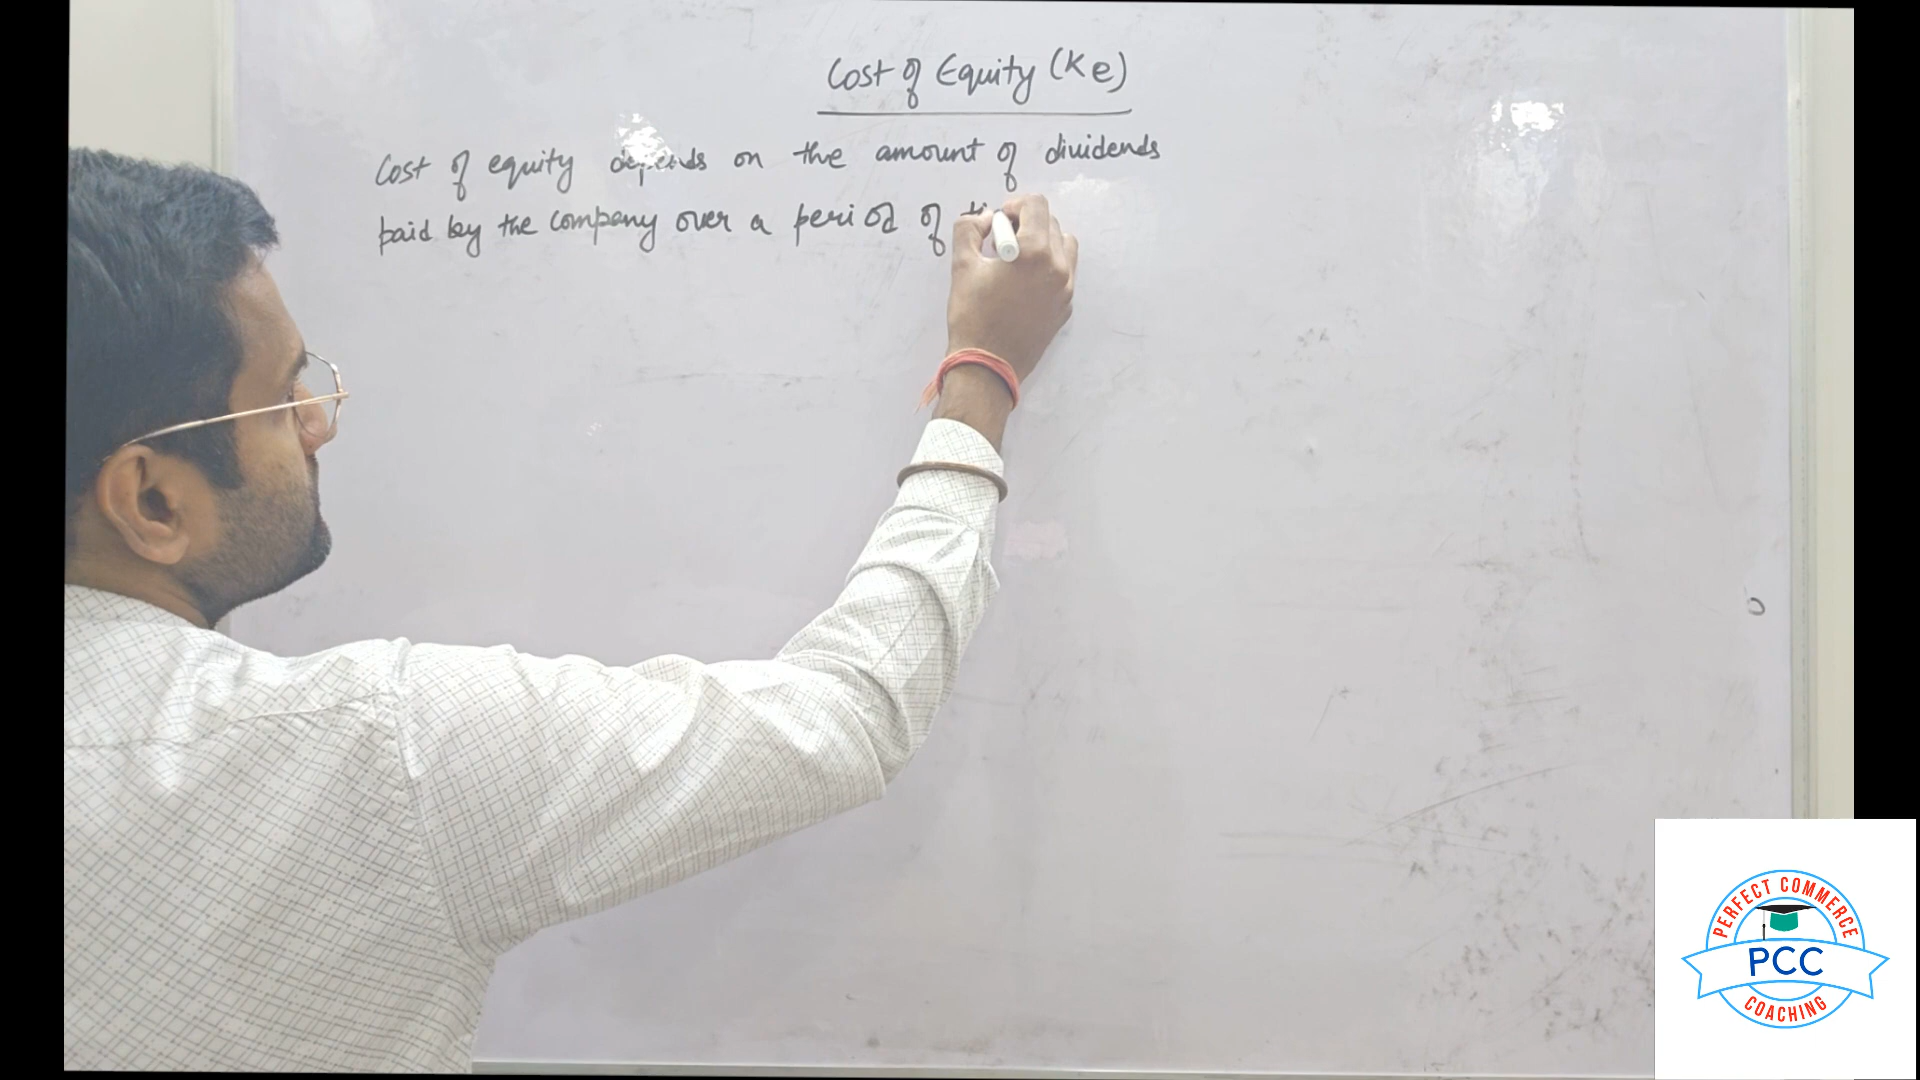 Cost of Equity (Ke)
Cost of equity depends on the amount of dividends
paid by the company over a period of
PERFECT COMMERCE
PCC
COACHING